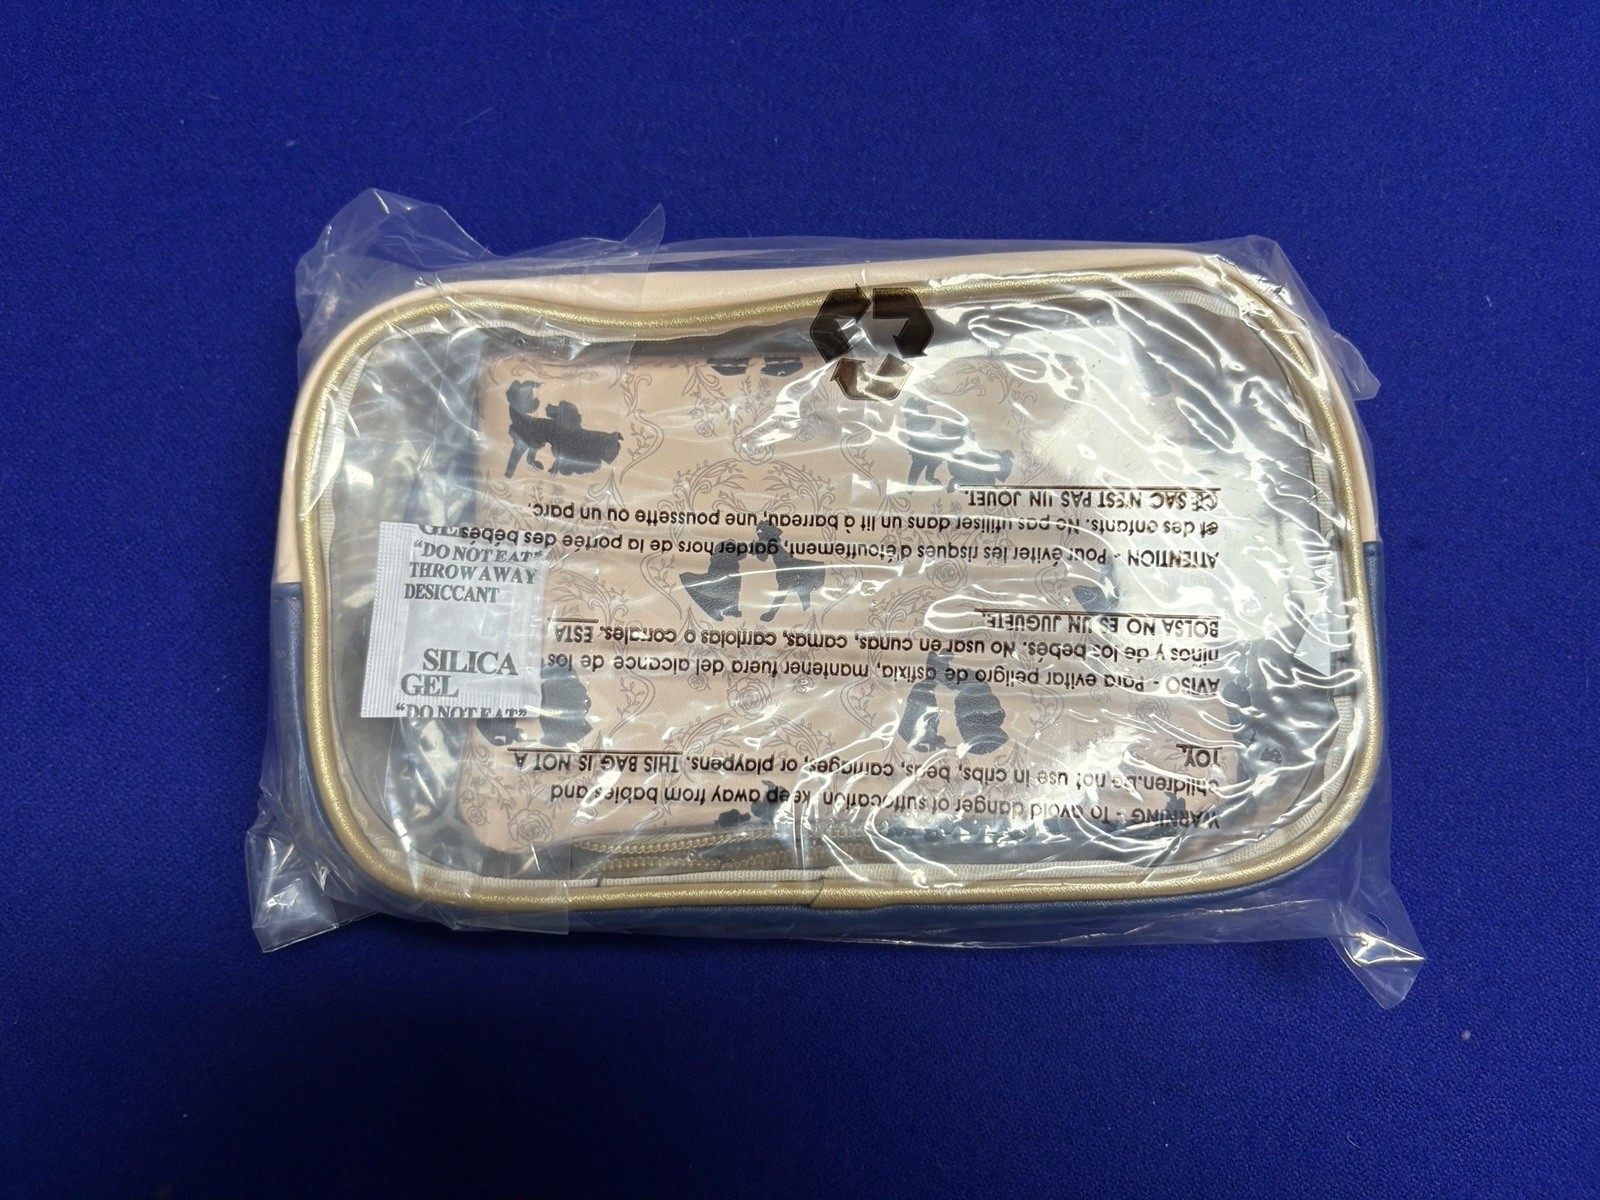 GEL
"DO NOT EAT"
THROW AWAY
DESICCANT
SILICA
GEL
"DO NOT EAT"
WARNING - To avoid danger of suffocation, keep away from babies and
children.Do not use in cribs, beds, carriages, or playpens. THIS BAG IS NOT A
TOY.
AVISO - Para evitar peligro de asfixia, mantener fuera del alcance de los
niños y de los bebés. No usar en cunas, camas, carriolas o corrales. ESTA
BOLSA NO ES UN JUGUETE.
ATTENTION - Pour éviter les risques d'étouffement, garder hors de la portée des bébés
et des enfants. No pas utiliser dans un lit à barreau, une poussette ou un parc.
CE SAC N'EST PAS UN JOUET.